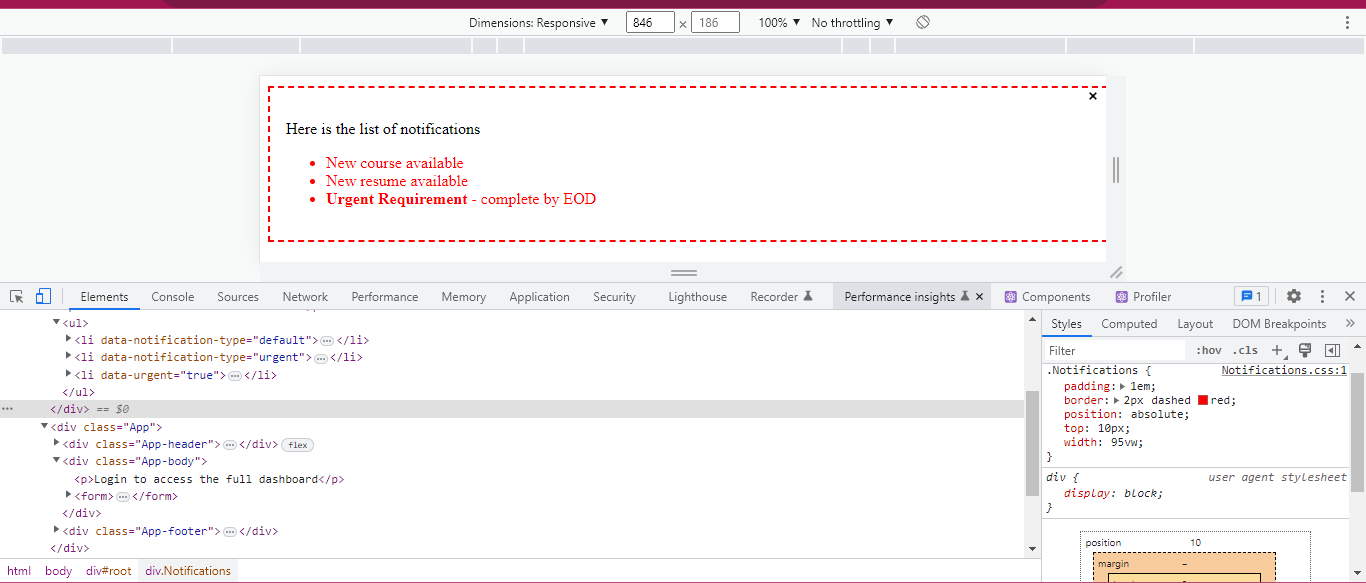 Dimensions: Responsive ▼ 846 × 186 100% ▼ No throttling ▼
×
Here is the list of notifications
• New course available
• New resume available
• Urgent Requirement - complete by EOD
Elements Console Sources Network Performance Memory Application Security Lighthouse Recorder Performance insights × Components Profiler 1
▼<ul>
▶<li data-notification-type="default">…</li>
▶<li data-notification-type="urgent">…</li>
▶<li data-urgent="true">…</li>
</ul>
… </div> == $0
▼<div class="App">
▶<div class="App-header">…</div> flex
▼<div class="App-body">
<p>Login to access the full dashboard</p>
▶<form>…</form>
</div>
▶<div class="App-footer">…</div>
</div>
html body div#root div.Notifications
Styles Computed Layout DOM Breakpoints »
Filter :hov .cls +
.Notifications { Notifications.css:1
padding:▶ 1em;
border:▶ 2px dashed red;
position: absolute;
top: 10px;
width: 95vw;
}
div { user agent stylesheet
display: block;
}
position 10
margin –